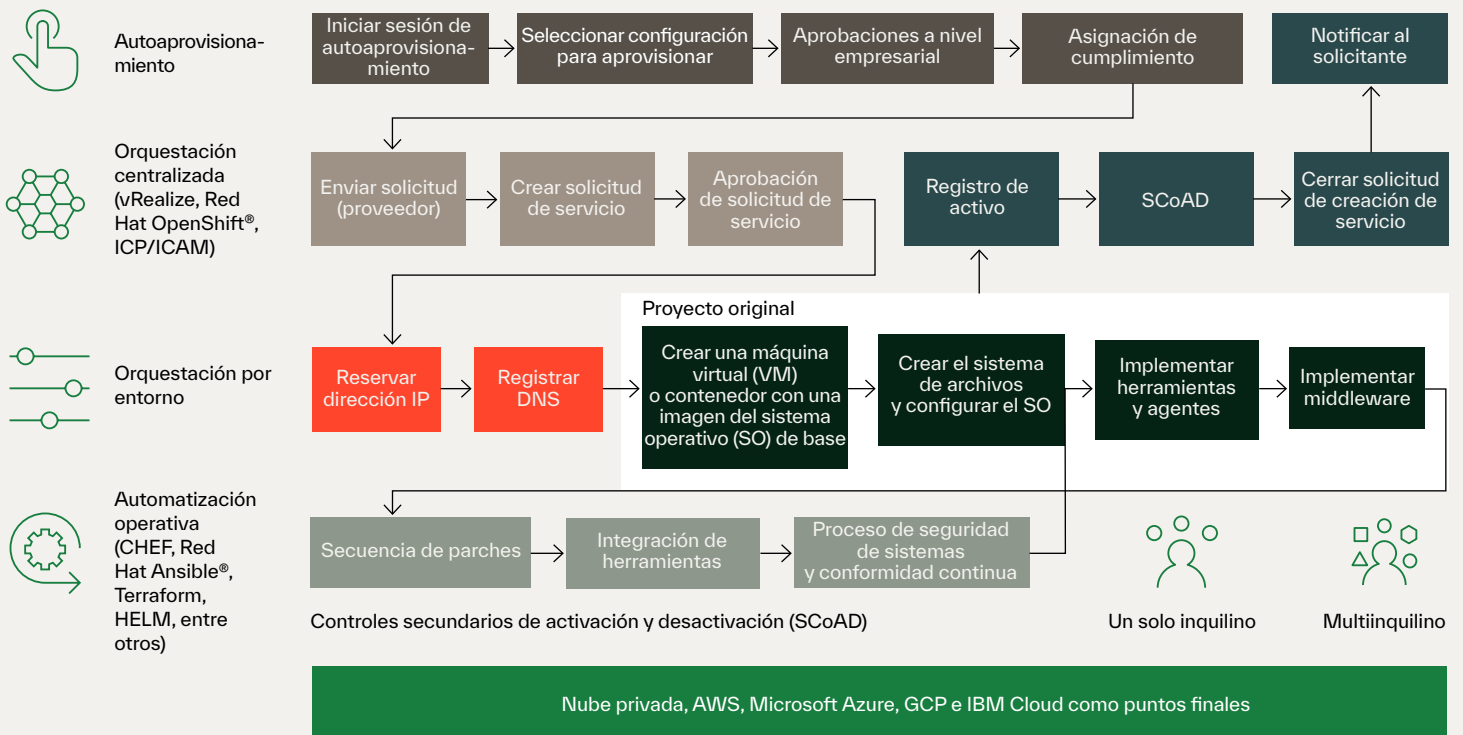 Autoaprovisiona-
miento
Iniciar sesión de
autoaprovisiona-
miento
Seleccionar configuración
para aprovisionar
Aprobaciones a nivel
empresarial
Asignación de
cumplimiento
Notificar al
solicitante
Orquestación
centralizada
(vRealize, Red
Hat OpenShift®,
ICP/ICAM)
Enviar solicitud
(proveedor)
Crear solicitud
de servicio
Aprobación
de solicitud de
servicio
Registro de
activo
SCoAD
Cerrar solicitud
de creación de
servicio
Orquestación por
entorno
Reservar
dirección IP
Registrar
DNS
Proyecto original
Crear una máquina
virtual (VM)
o contenedor con una
imagen del sistema
operativo (SO) de base
Crear el sistema
de archivos
y configurar el SO
Implementar
herramientas
y agentes
Implementar
middleware
Automatización
operativa
(CHEF, Red
Hat Ansible®,
Terraform,
HELM, entre
otros)
Secuencia de parches
Integración de
herramientas
Proceso de seguridad
de sistemas
y conformidad continua
Controles secundarios de activación y desactivación (SCoAD)
Un solo inquilino
Multiinquilino
Nube privada, AWS, Microsoft Azure, GCP e IBM Cloud como puntos finales